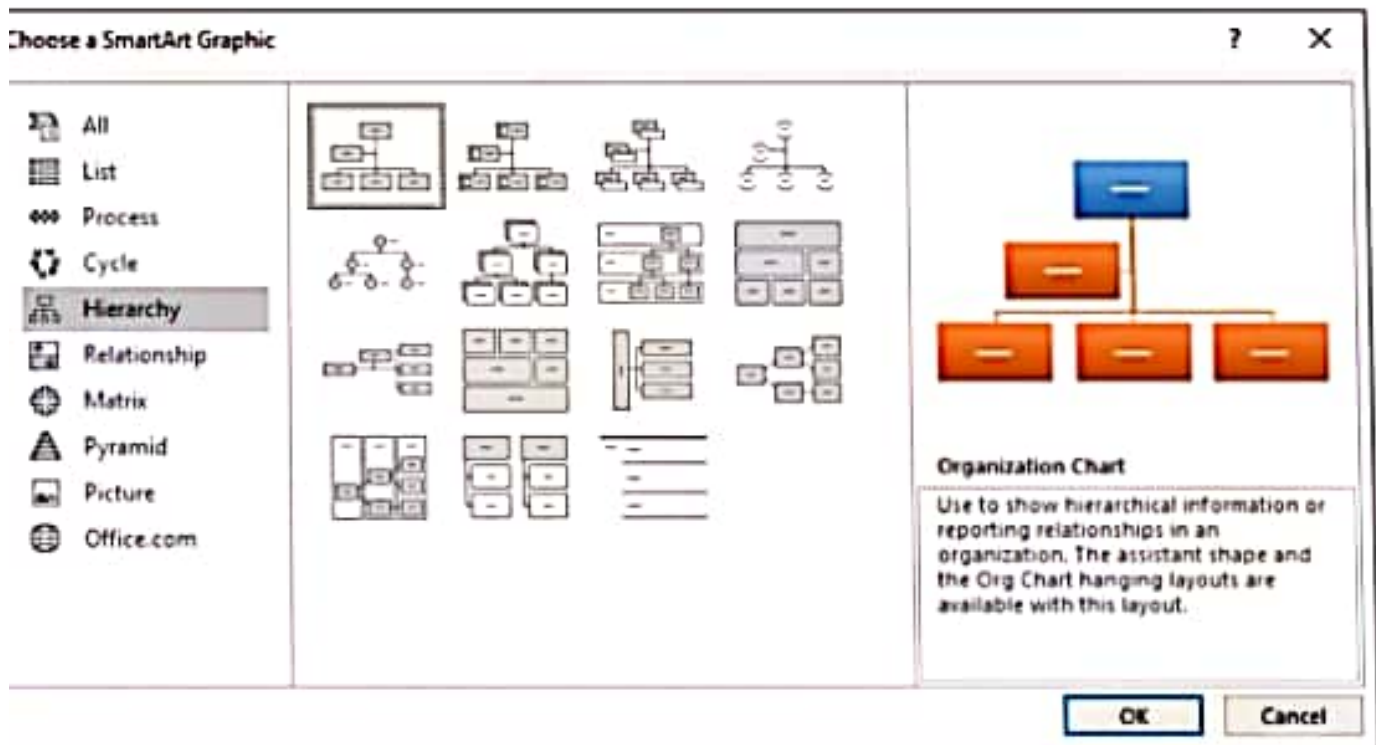 Choose a SmartArt Graphic
?
All
List
Process
Cycle
Hierarchy
Relationship
Matrix
Pyramid
Picture
Office.com
Organization Chart
Use to show hierarchical information or
reporting relationships in an
organization. The assistant shape and
the Org Chart hanging layouts are
available with this layout.
OK
Cancel